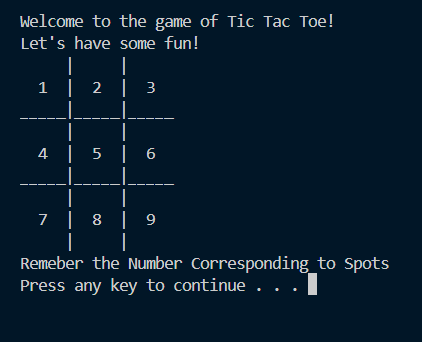 Welcome to the game of Tic Tac Toe!
Let's have some fun!
     |     |
  1  |  2  |  3
_____|_____|_____
     |     |
  4  |  5  |  6
_____|_____|_____
     |     |
  7  |  8  |  9
     |     |
Remeber the Number Corresponding to Spots
Press any key to continue . . .